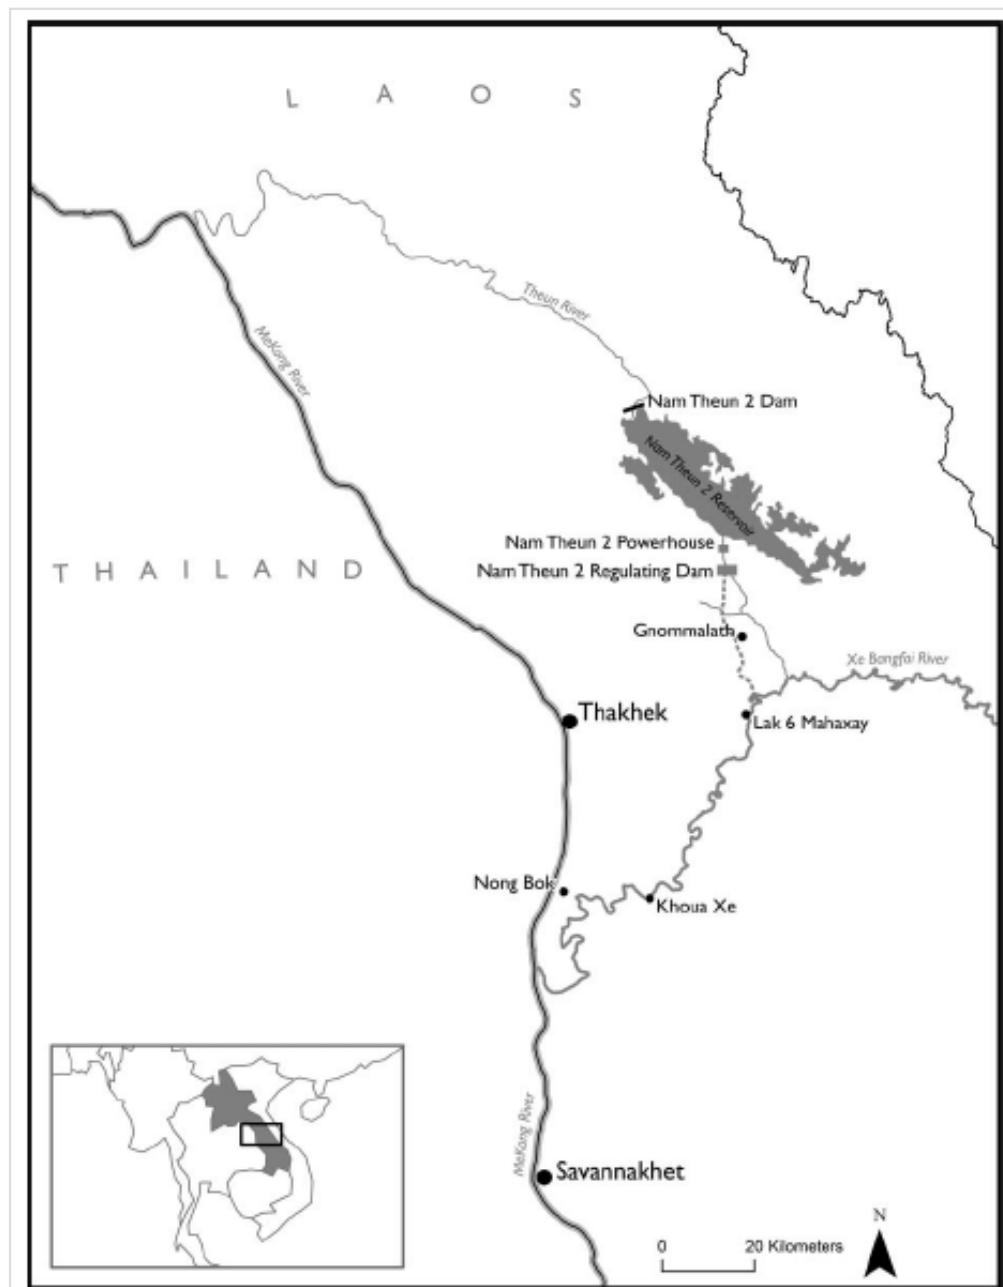 LAOS
Theun River
MeKong River
Nam Theun 2 Dam
Nam Theun 2 Reservoir
Nam Theun 2 Powerhouse
THAILAND
Nam Theun 2 Regulating Dam
Gnommalath
Xe Bangfai River
Thakhek
Lak 6 Mahaxay
Nong Bok
Khoua Xe
MeKong River
Savannakhet
N
0 20 Kilometers